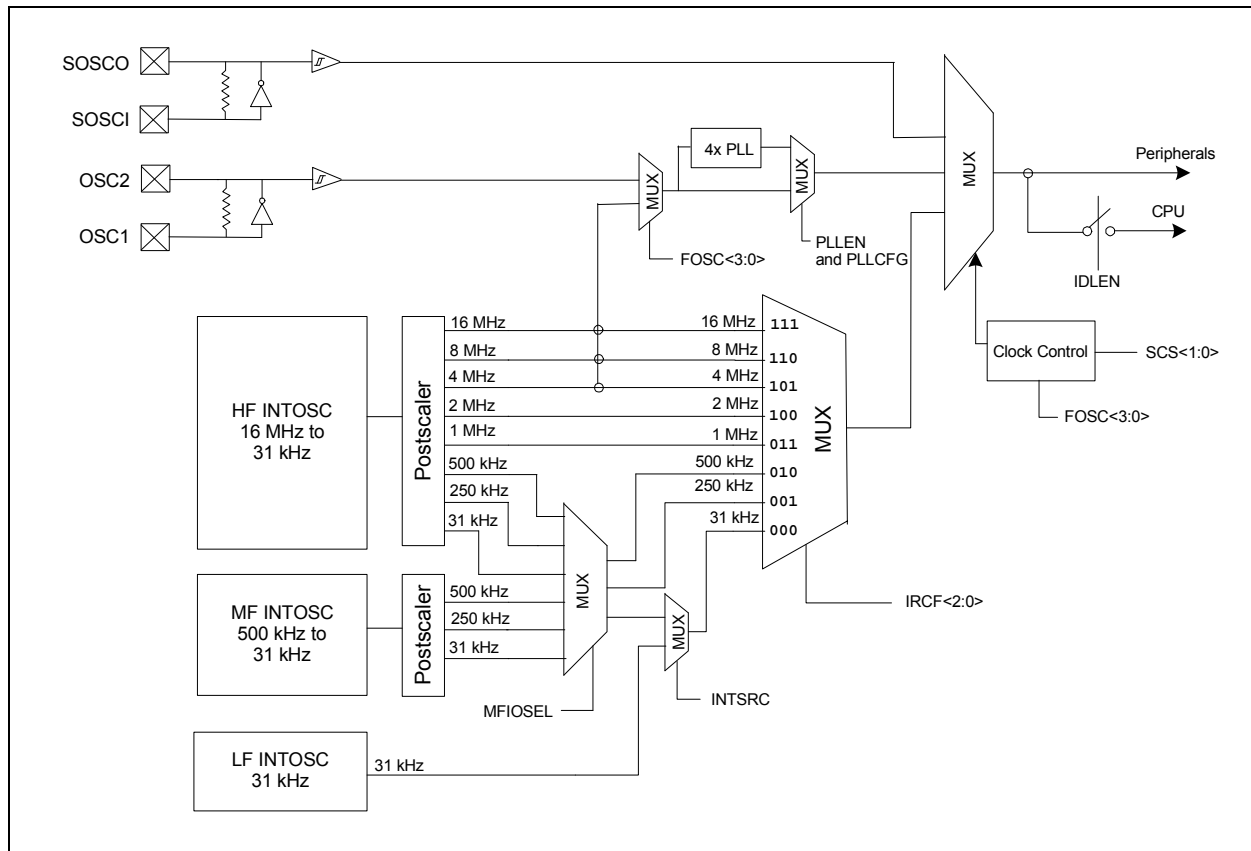 SOSCO
SOSCI
OSC2
OSC1
4x PLL
MUX
MUX
MUX
Peripherals
CPU
IDLEN
FOSC<3:0>
PLLEN
and PLLCFG
Clock Control
SCS<1:0>
FOSC<3:0>
HF INTOSC
16 MHz to
31 kHz
Postscaler
16 MHz
8 MHz
4 MHz
2 MHz
1 MHz
500 kHz
250 kHz
31 kHz
16 MHz
8 MHz
4 MHz
2 MHz
1 MHz
500 kHz
250 kHz
31 kHz
111
110
101
100
011
010
001
000
MUX
IRCF<2:0>
MF INTOSC
500 kHz to
31 kHz
Postscaler
500 kHz
250 kHz
31 kHz
MUX
MFIOSEL
MUX
INTSRC
LF INTOSC
31 kHz
31 kHz